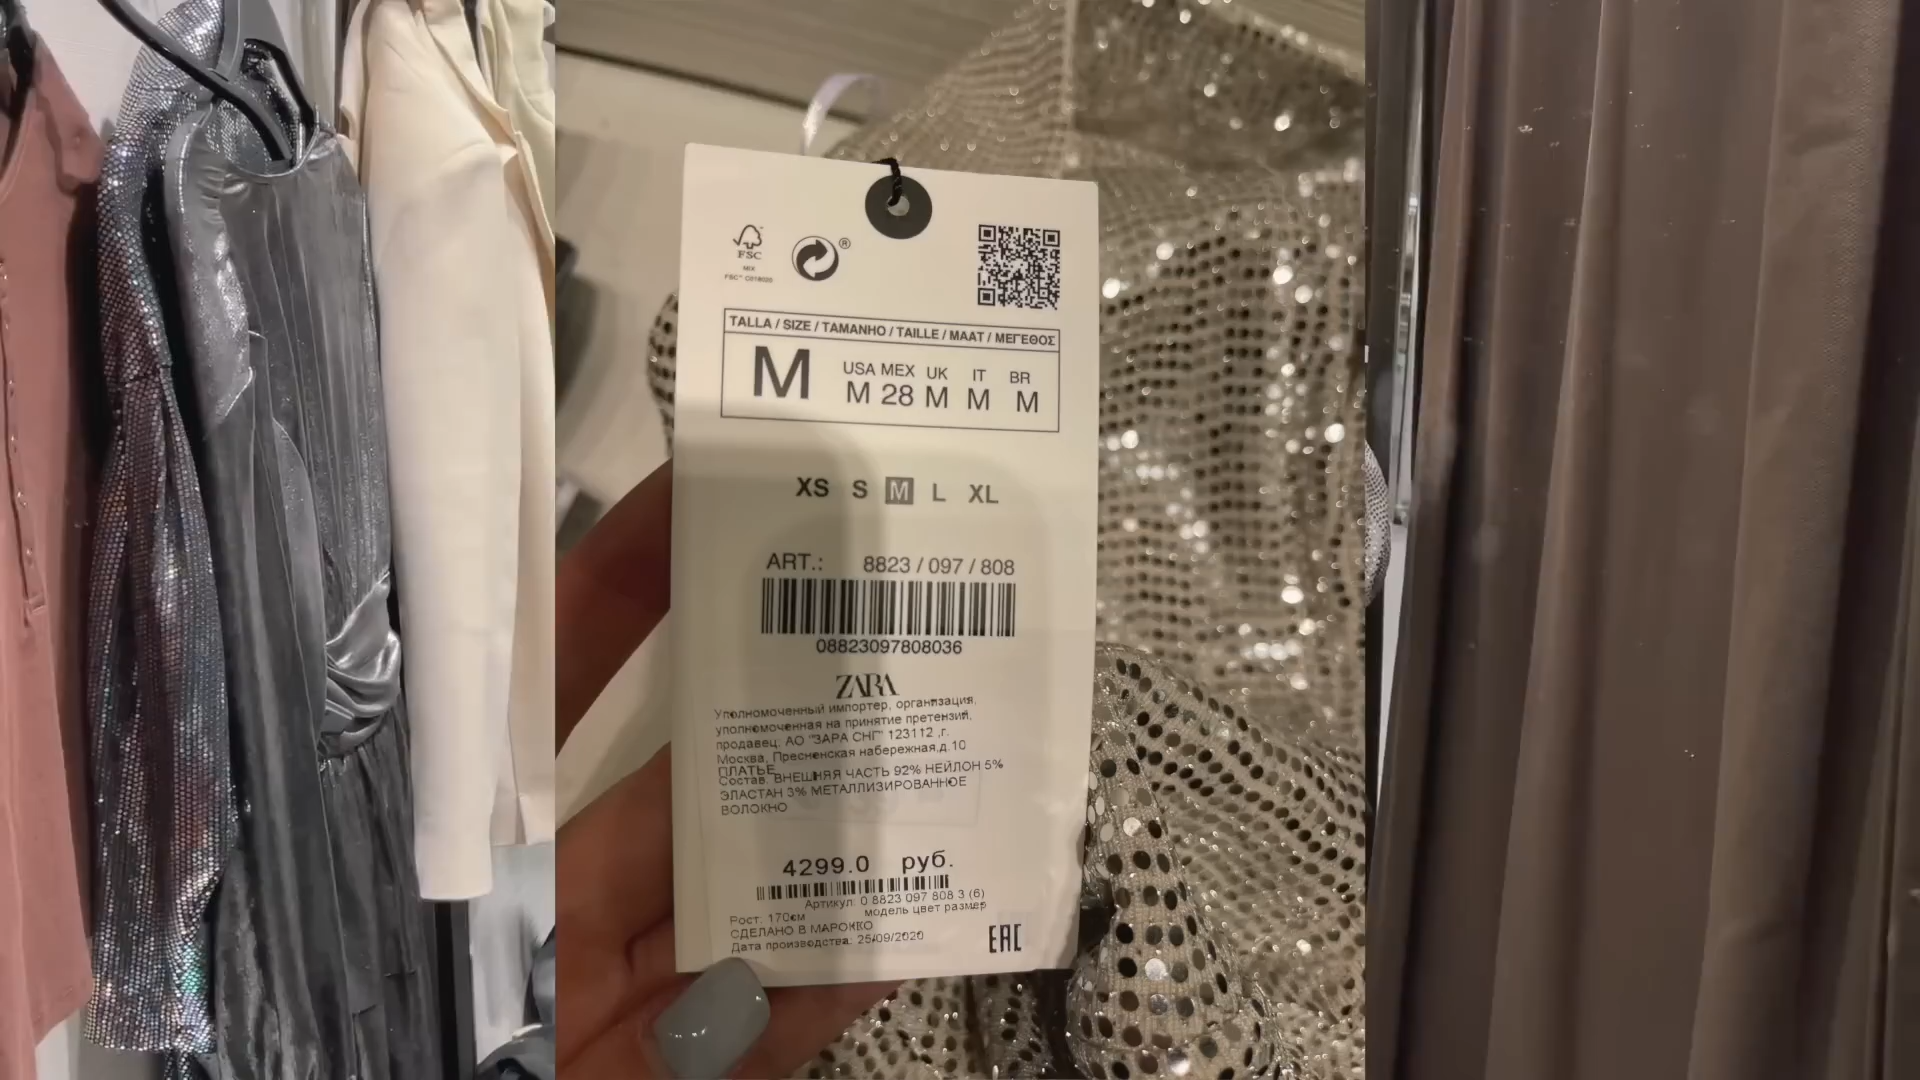 FSC
MIX
FSC™ C018025
®
TALLA / SIZE / TAMANHO / TAILLE / MAAT / ΜΕΓΕΘΟΣ
M
USA MEX UK IT BR
M 28 M M M
XS S M L XL
ART.: 8823 / 097 / 808
08823097808036
ZARA
Уполномоченный импортер, организация,
уполномоченная на принятие претензий,
продавец: АО "ЗАРА СНГ" 123112 ,г.
Москва, Пресненская набережная,д.10
ПЛАТЬЕ
Состав: ВНЕШНЯЯ ЧАСТЬ 92% НЕЙЛОН 5%
ЭЛАСТАН 3% МЕТАЛЛИЗИРОВАННОЕ
ВОЛОКНО
4299.0 руб.
Артикул: 0 8823 097 808 3 (6)
модель цвет размер
Рост: 170см
СДЕЛАНО В МАРОККО
Дата производства: 25/09/2020
EAC